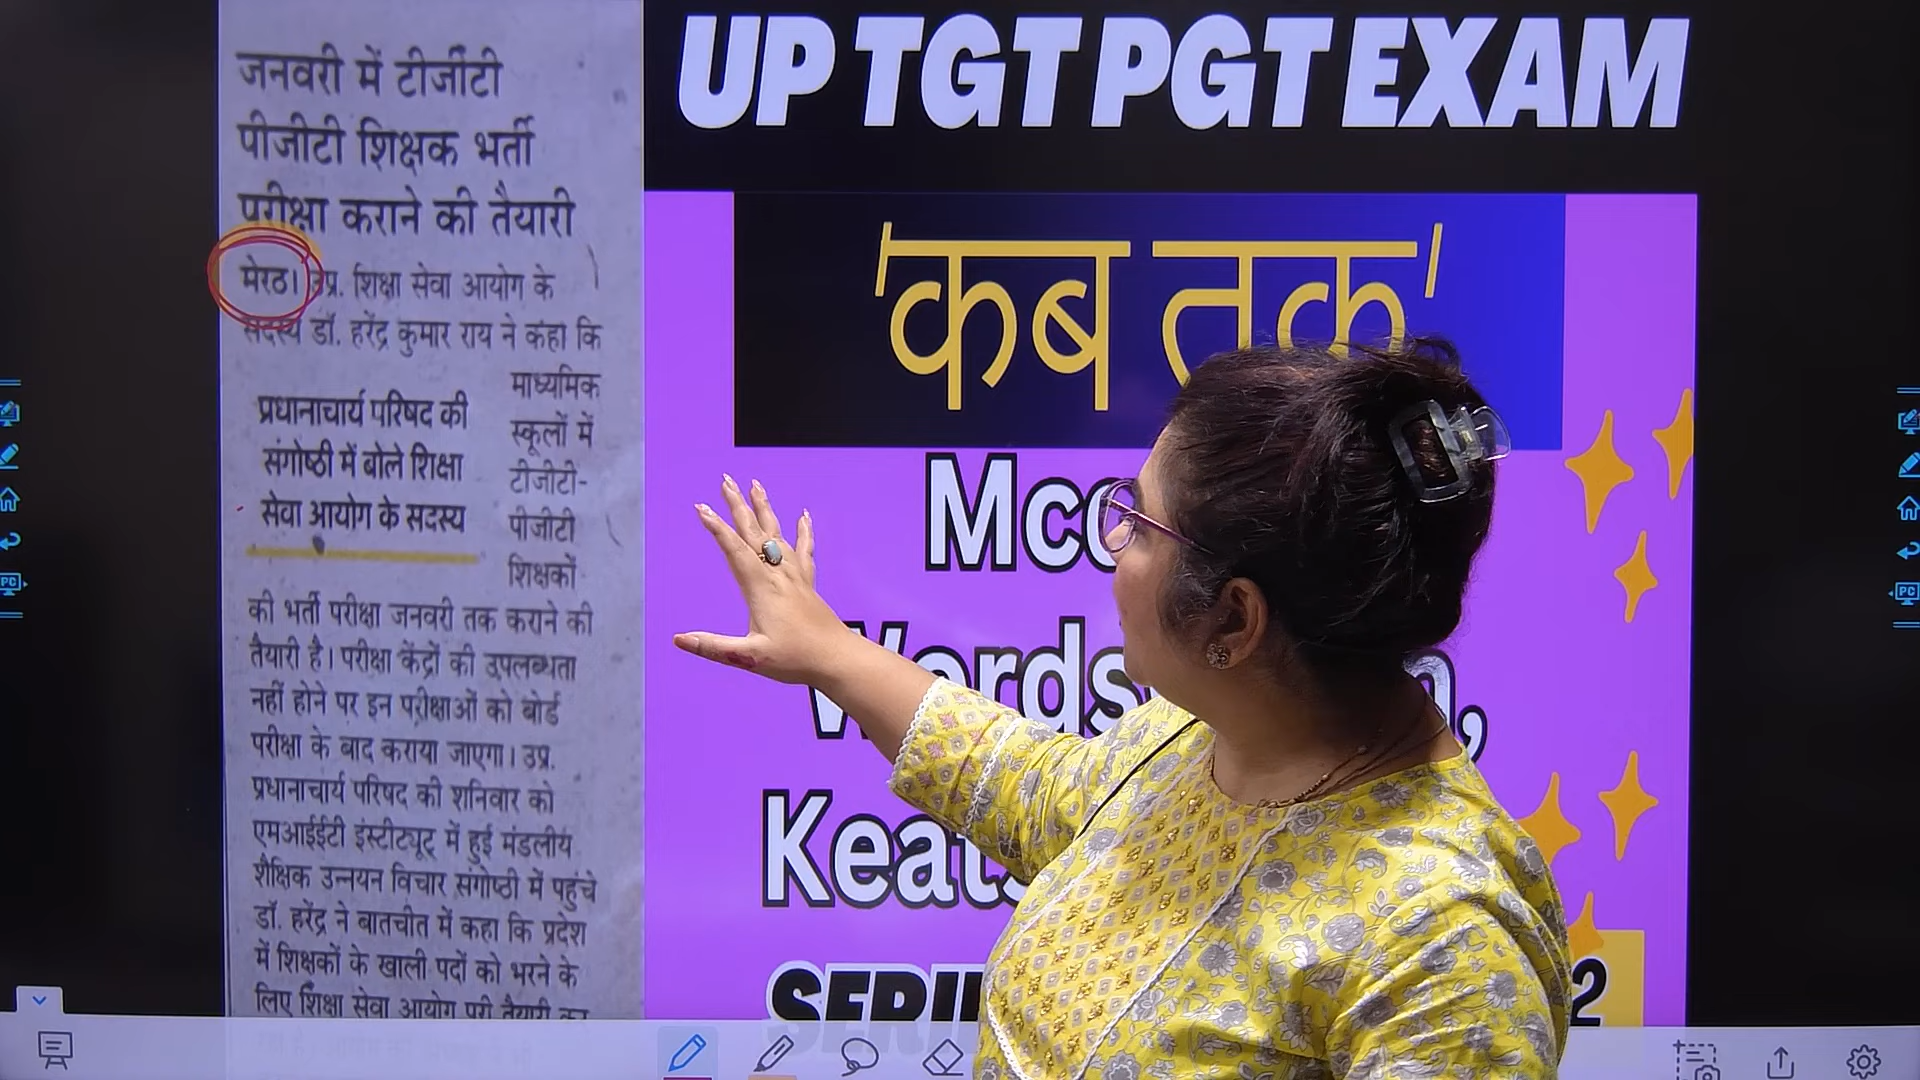 जनवरी में टीजीटी
पीजीटी शिक्षक भर्ती
परीक्षा कराने की तैयारी
मेरठ। उप्र. शिक्षा सेवा आयोग के
सदस्य डॉ. हरेंद्र कुमार राय ने कहा कि
माध्यमिक
स्कूलों में
टीजीटी-
पीजीटी
शिक्षकों
प्रधानाचार्य परिषद की
संगोष्ठी में बोले शिक्षा
सेवा आयोग के सदस्य
की भर्ती परीक्षा जनवरी तक कराने की
तैयारी है। परीक्षा केंद्रों की उपलब्धता
नहीं होने पर इन परीक्षाओं को बोर्ड
परीक्षा के बाद कराया जाएगा। उप्र.
प्रधानाचार्य परिषद की शनिवार को
एमआईईटी इंस्टीट्यूट में हुई मंडलीय
शैक्षिक उन्नयन विचार संगोष्ठी में पहुंचे
डॉ. हरेंद्र ने बातचीत में कहा कि प्रदेश
में शिक्षकों के खाली पदों को भरने के
लिए शिक्षा सेवा आयोग पूरी तैयारी
UP TGT PGT EXAM
'कब तक'
Keats
2
PC
PC